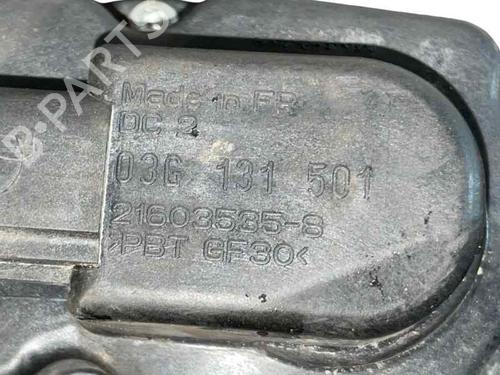 Made in FR
DC 2
03G 131 501
21603535-8
>PBT GF30<
B-PARTS